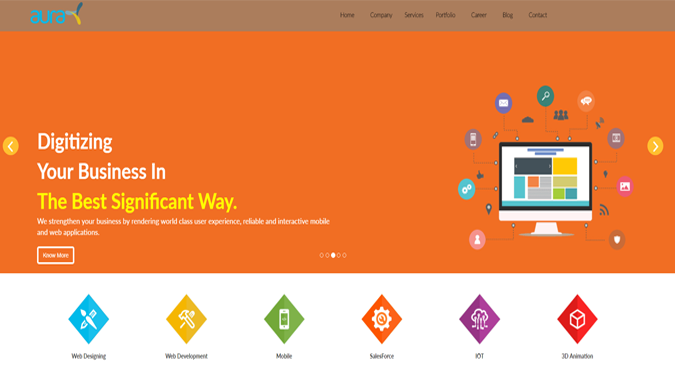 aura
Home Company Services Portfolio Career Blog Contact
Digitizing
Your Business In
The Best Significant Way.
We strengthen your business by rendering world class user experience, reliable and interactive mobile
and web applications.
Know More
Web Designing Web Development Mobile SalesForce IOT 3D Animation